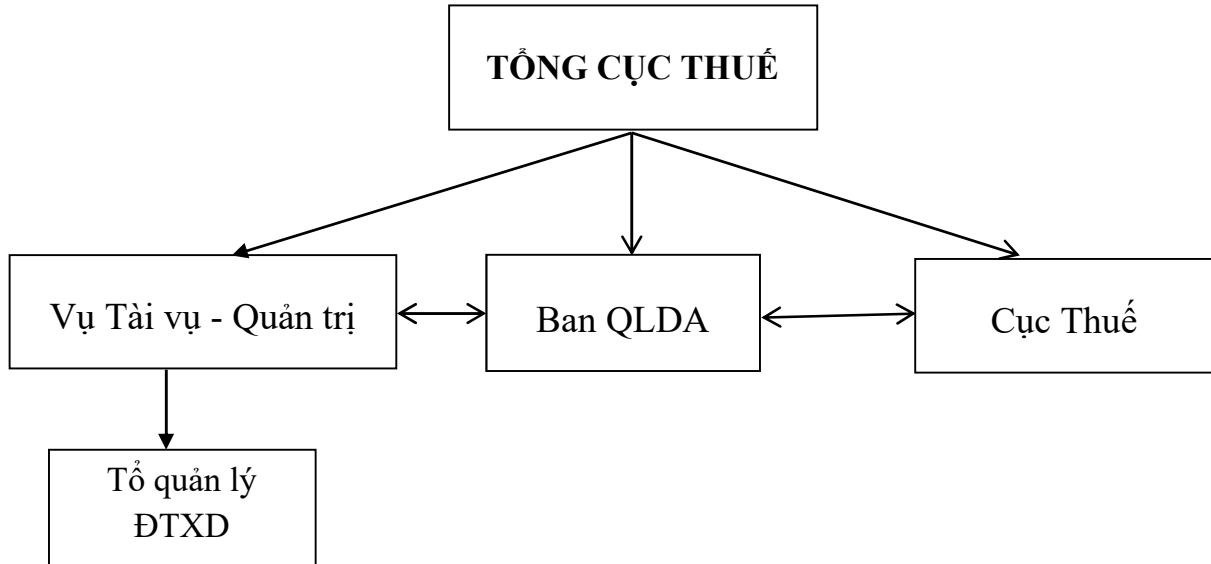 TỔNG CỤC THUẾ
Vụ Tài vụ - Quản trị
Ban QLDA
Cục Thuế
Tổ quản lý
ĐTXD